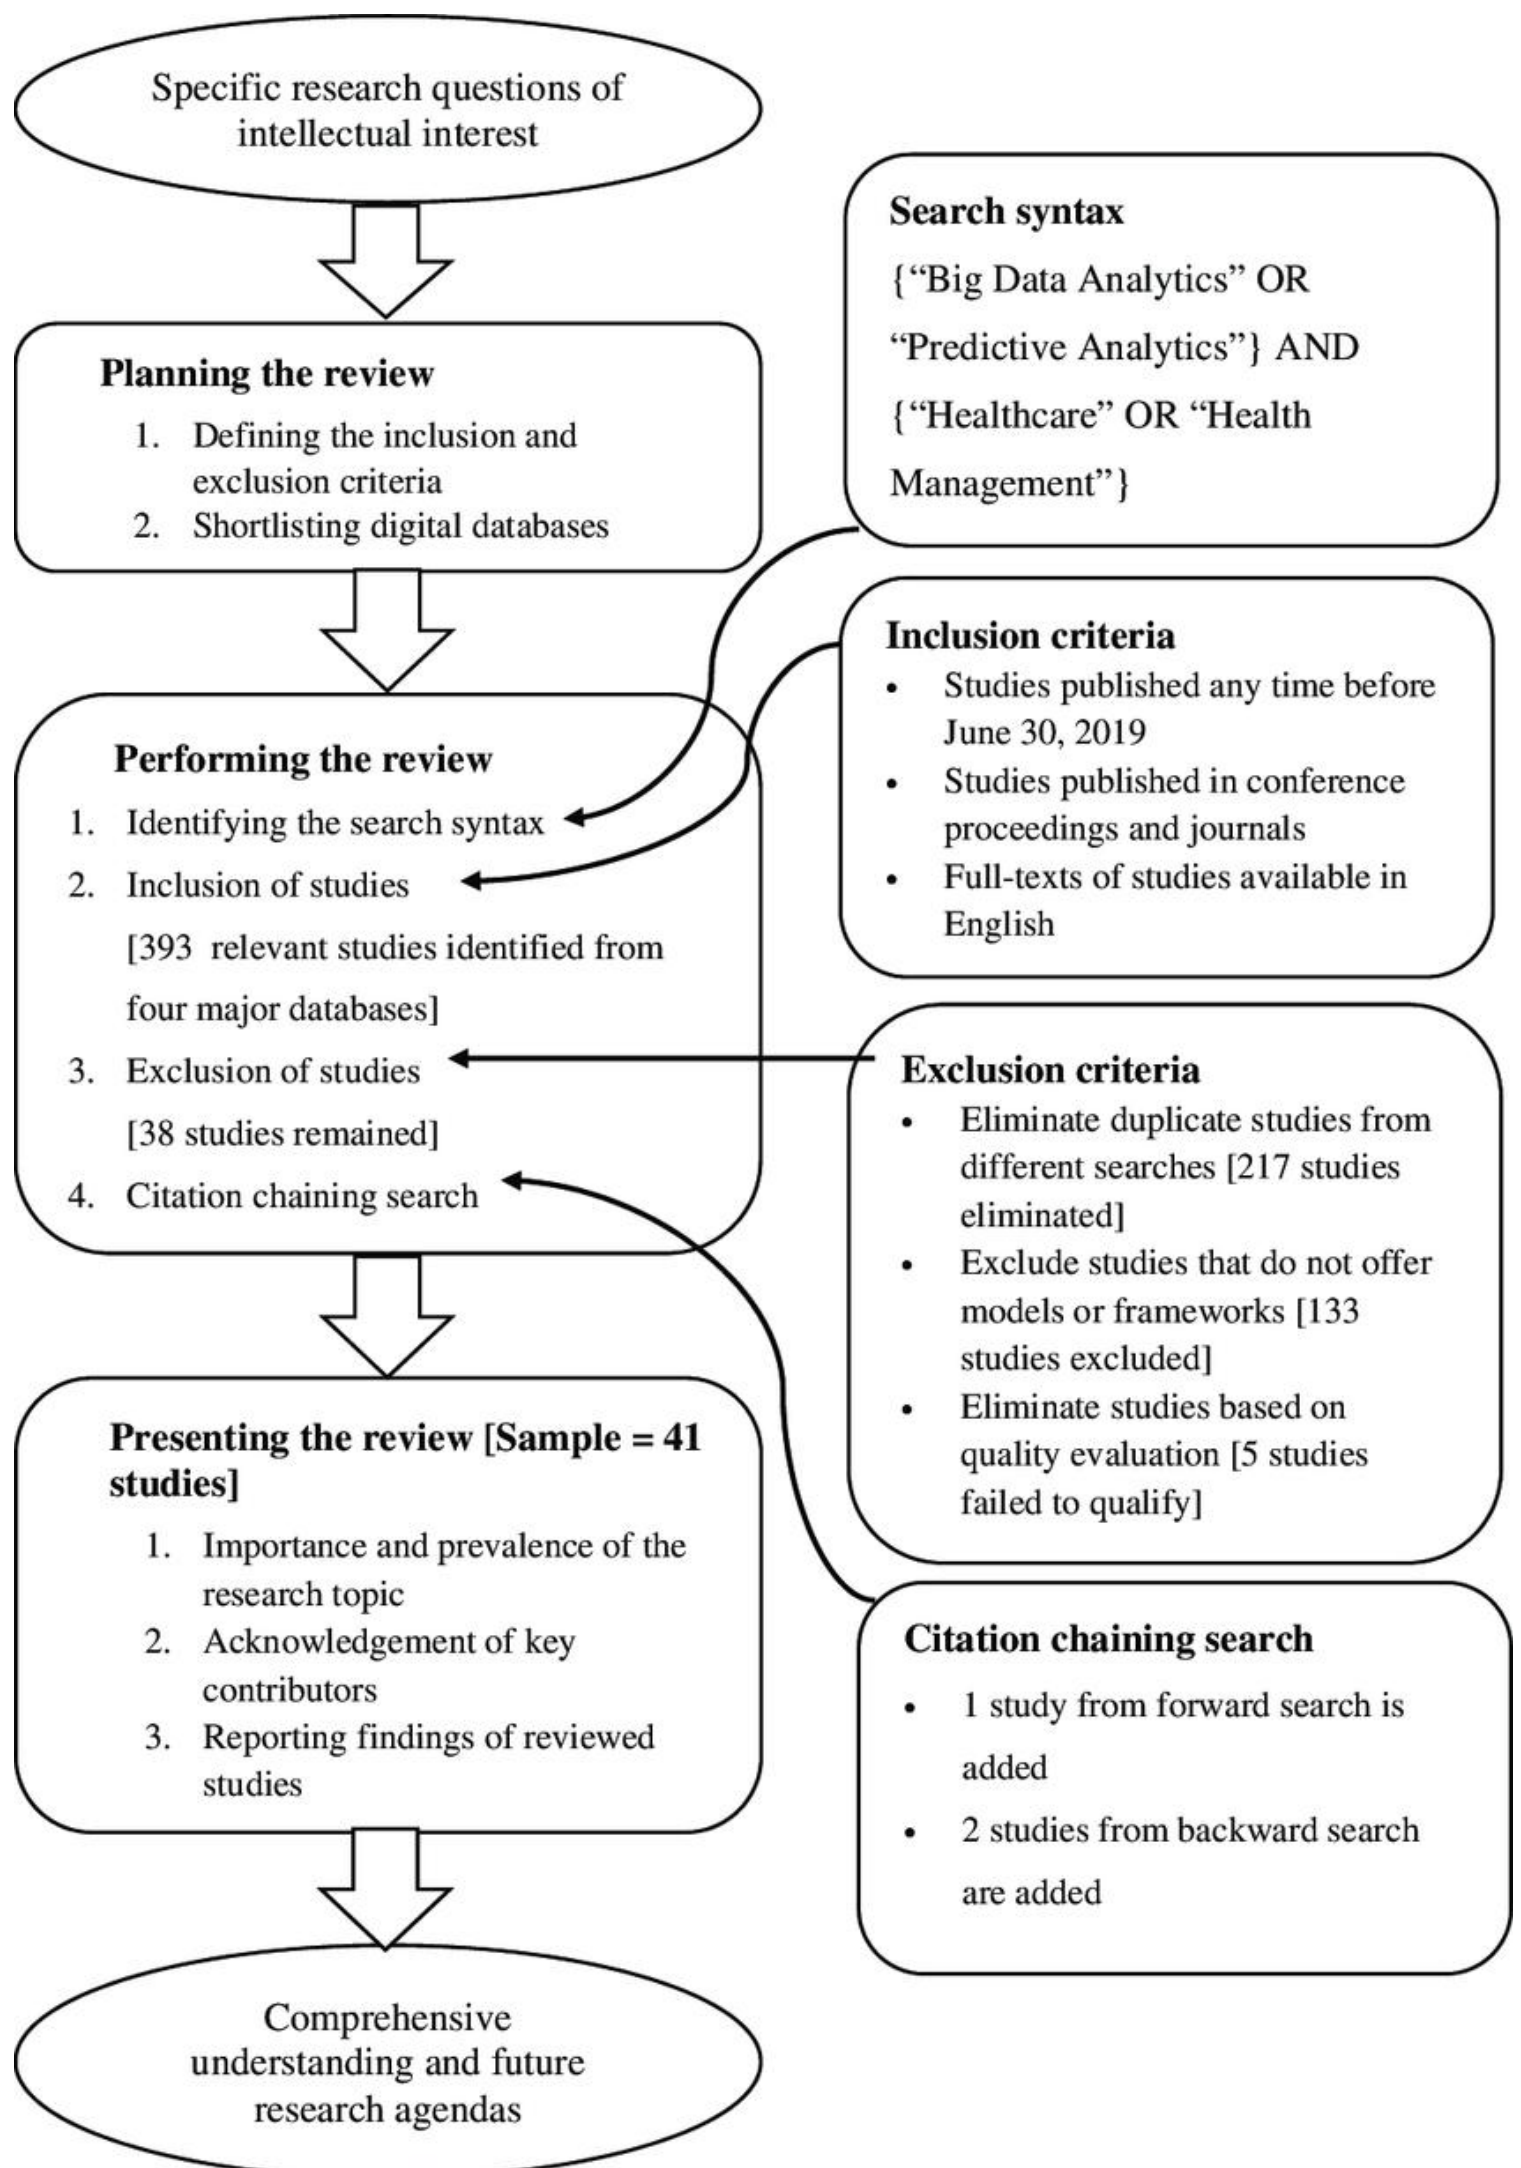 Specific research questions of
intellectual interest
Planning the review
1. Defining the inclusion and
exclusion criteria
2. Shortlisting digital databases
Performing the review
1. Identifying the search syntax
2. Inclusion of studies
[393 relevant studies identified from
four major databases]
3. Exclusion of studies
[38 studies remained]
4. Citation chaining search
Presenting the review [Sample = 41
studies]
1. Importance and prevalence of the
research topic
2. Acknowledgement of key
contributors
3. Reporting findings of reviewed
studies
Comprehensive
understanding and future
research agendas
Search syntax
{“Big Data Analytics” OR
“Predictive Analytics”} AND
{“Healthcare” OR “Health
Management”}
Inclusion criteria
• Studies published any time before
June 30, 2019
• Studies published in conference
proceedings and journals
• Full-texts of studies available in
English
Exclusion criteria
• Eliminate duplicate studies from
different searches [217 studies
eliminated]
• Exclude studies that do not offer
models or frameworks [133
studies excluded]
• Eliminate studies based on
quality evaluation [5 studies
failed to qualify]
Citation chaining search
• 1 study from forward search is
added
• 2 studies from backward search
are added